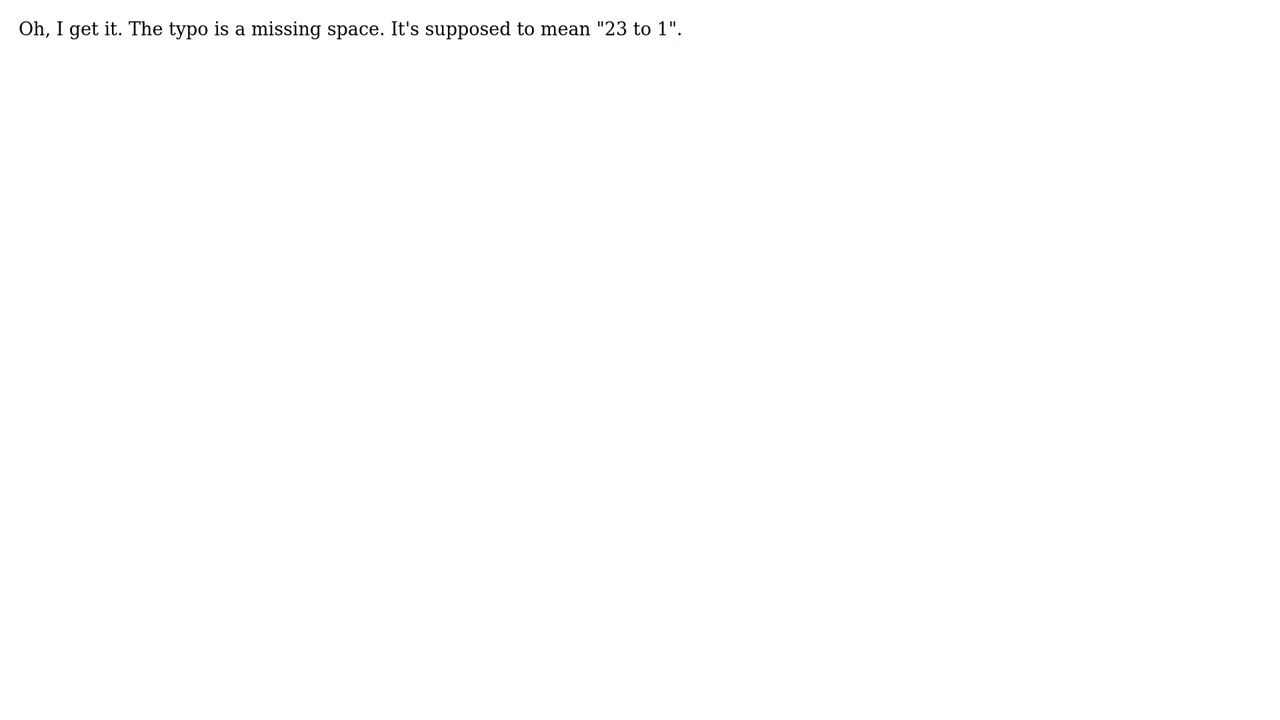 Oh, I get it. The typo is a missing space. It's supposed to mean "23 to 1".